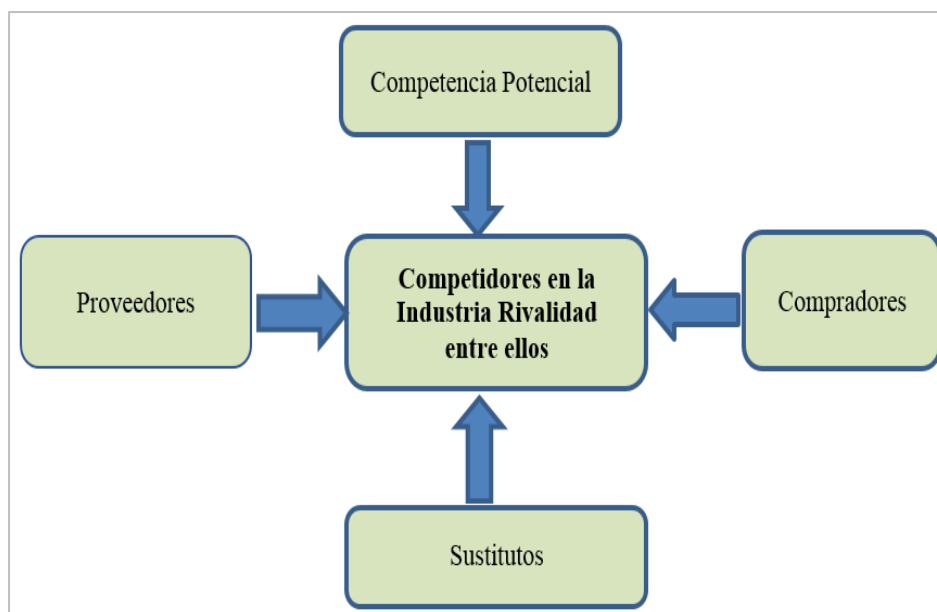 Competencia Potencial
Proveedores
Competidores en la
Industria Rivalidad
entre ellos
Compradores
Sustitutos